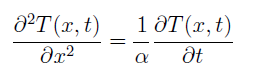 ∂²T(x, t)/∂x² = 1/α ∂T(x, t)/∂t